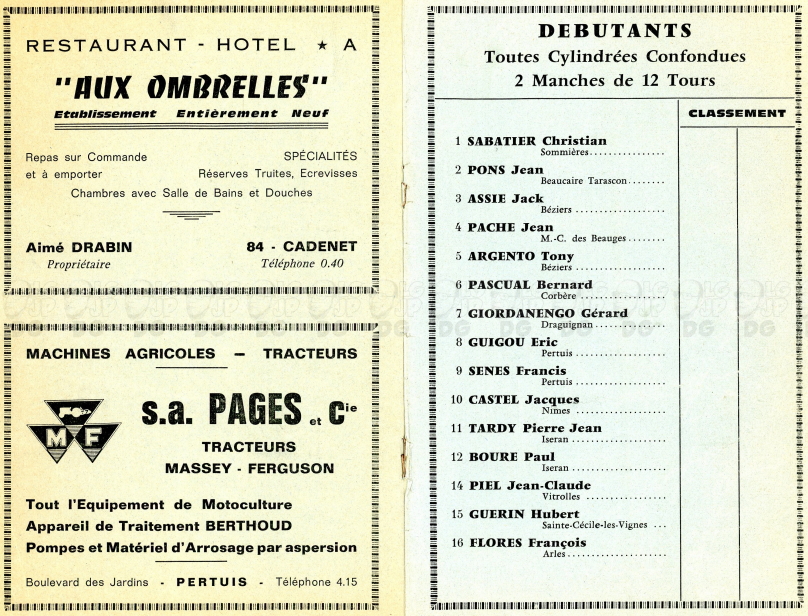 RESTAURANT - HOTEL ★ A
"AUX OMBRELLES"
Etablissement Entièrement Neuf
Repas sur Commande
et à emporter
SPÉCIALITÉS
Réserves Truites, Ecrevisses
Chambres avec Salle de Bains et Douches
Aimé DRABIN
Propriétaire
84 - CADENET
Téléphone 0.40
MACHINES AGRICOLES — TRACTEURS
MF
s.a. PAGES et Cie
TRACTEURS
MASSEY - FERGUSON
Tout l'Equipement de Motoculture
Appareil de Traitement BERTHOUD
Pompes et Matériel d'Arrosage par aspersion
Boulevard des Jardins - PERTUIS - Téléphone 4.15
DEBUTANTS
Toutes Cylindrées Confondues
2 Manches de 12 Tours
CLASSEMENT
1 SABATIER Christian
Sommières................
2 PONS Jean
Beaucaire Tarascon........
3 ASSIE Jack
Béziers ...................
4 PACHE Jean
M.-C. des Beauges........
5 ARGENTO Tony
Béziers ...................
6 PASCUAL Bernard
Corbère ..................
7 GIORDANENGO Gérard
Draguignan ...............
8 GUIGOU Eric
Pertuis ...................
9 SENES Francis
Pertuis ...................
10 CASTEL Jacques
Nimes ...................
11 TARDY Pierre Jean
Iseran ...................
12 BOURE Paul
Iseran ...................
14 PIEL Jean-Claude
Vitrolles ................
15 GUERIN Hubert
Sainte-Cécile-les-Vignes ...
16 FLORES François
Arles ....................